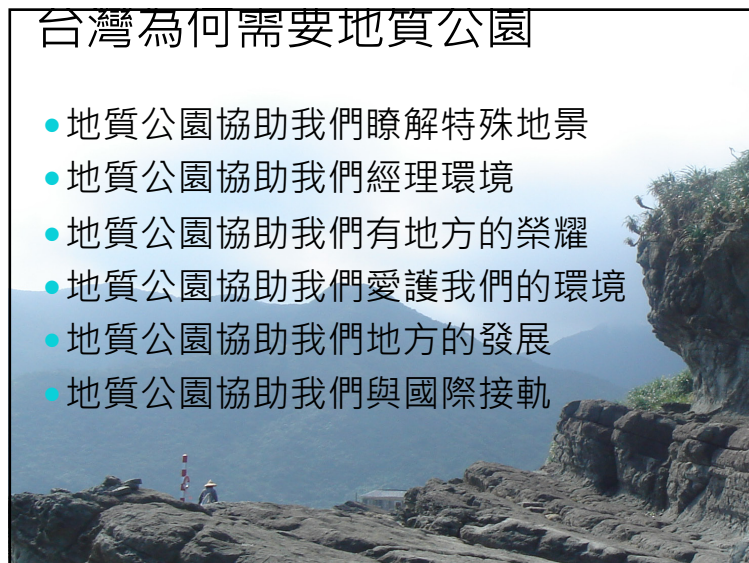 台灣為何需要地質公園
•地質公園協助我們瞭解特殊地景
•地質公園協助我們經理環境
•地質公園協助我們有地方的榮耀
•地質公園協助我們愛護我們的環境
•地質公園協助我們地方的發展
•地質公園協助我們與國際接軌